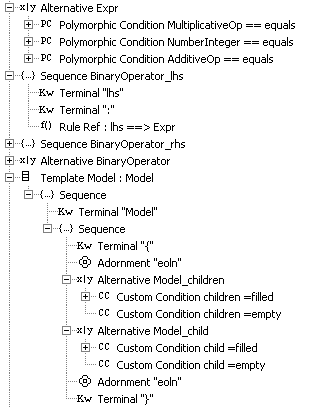 x|y Alternative Expr
PC Polymorphic Condition MultiplicativeOp == equals
PC Polymorphic Condition NumberInteger == equals
PC Polymorphic Condition AdditiveOp == equals
{...} Sequence BinaryOperator_lhs
Kw Terminal "lhs"
Kw Terminal ":"
f() Rule Ref : lhs ==> Expr
{...} Sequence BinaryOperator_rhs
x|y Alternative BinaryOperator
Template Model : Model
{...} Sequence
Kw Terminal "Model"
{...} Sequence
Kw Terminal "{"
Adornment "eoln"
x|y Alternative Model_children
CC Custom Condition children =filled
CC Custom Condition children =empty
x|y Alternative Model_child
CC Custom Condition child =filled
CC Custom Condition child =empty
Adornment "eoln"
Kw Terminal "}"